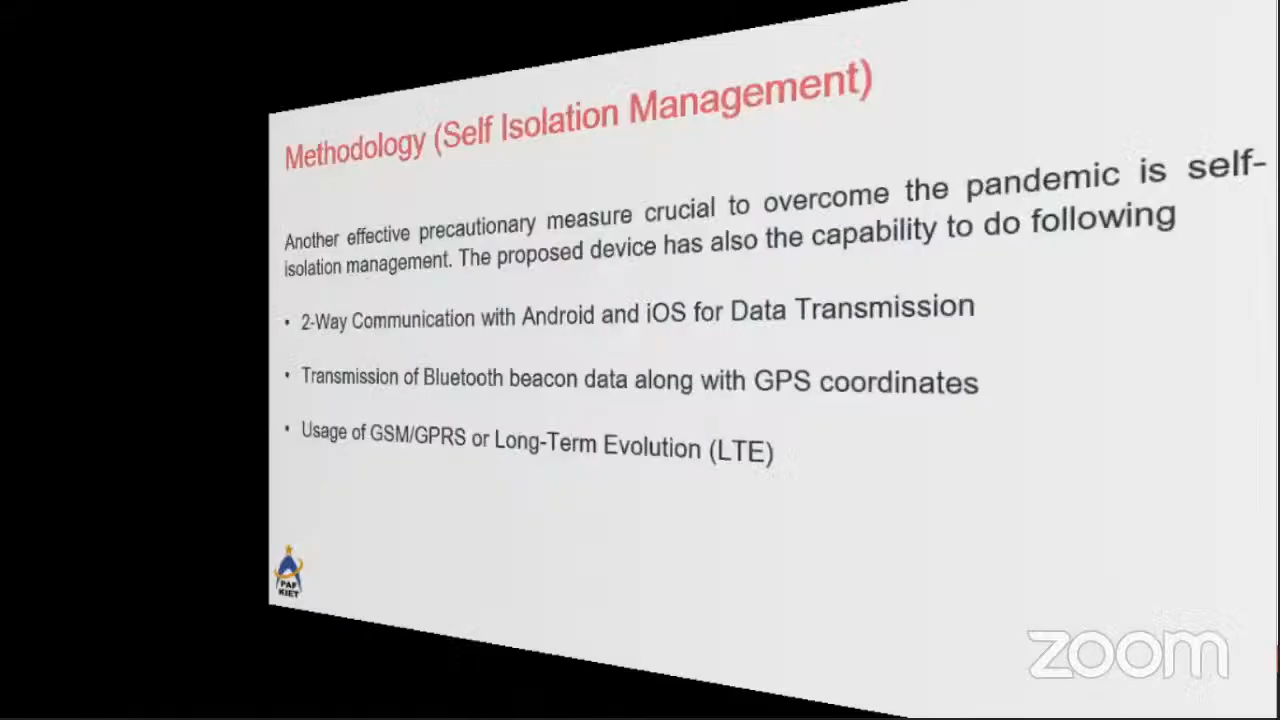 Methodology (Self Isolation Management)
Another effective precautionary measure crucial to overcome the pandemic is self-
isolation management. The proposed device has also the capability to do following
• 2-Way Communication with Android and iOS for Data Transmission
• Transmission of Bluetooth beacon data along with GPS coordinates
• Usage of GSM/GPRS or Long-Term Evolution (LTE)
PAF
KIET
zoom